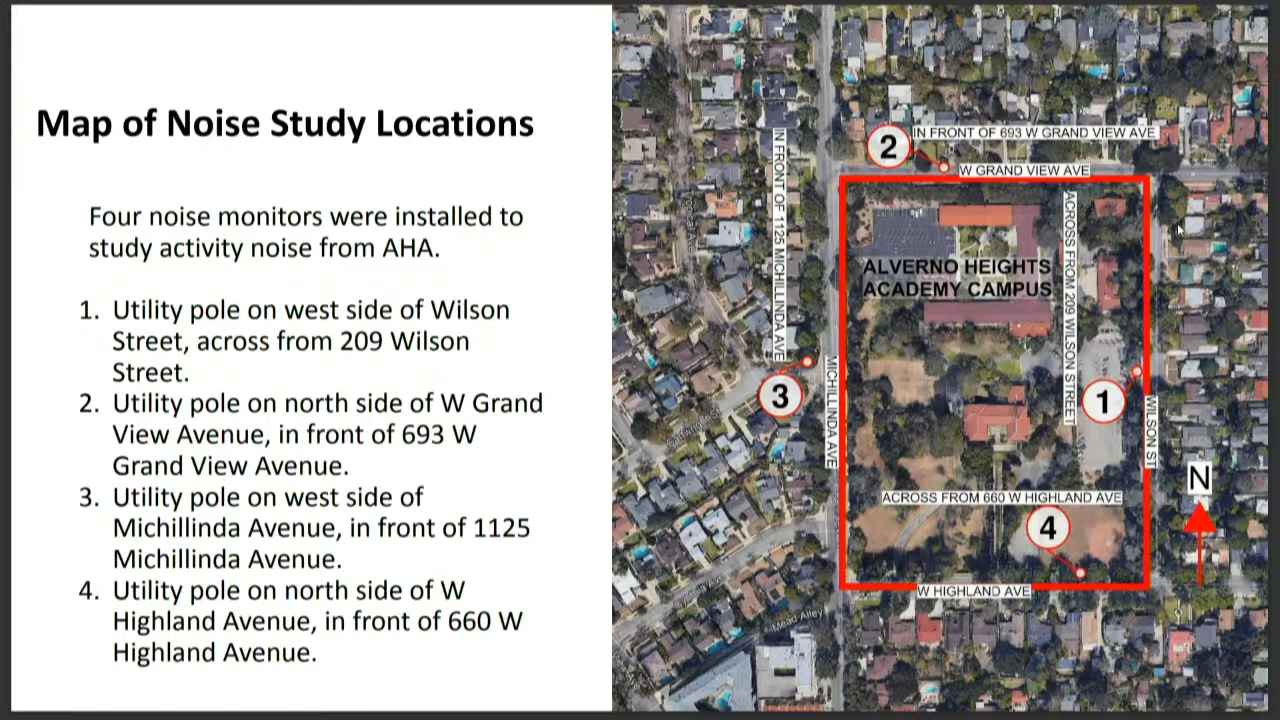 Map of Noise Study Locations
Four noise monitors were installed to
study activity noise from AHA.
1. Utility pole on west side of Wilson
Street, across from 209 Wilson
Street.
2. Utility pole on north side of W Grand
View Avenue, in front of 693 W
Grand View Avenue.
3. Utility pole on west side of
Michillinda Avenue, in front of 1125
Michillinda Avenue.
4. Utility pole on north side of W
Highland Avenue, in front of 660 W
Highland Avenue.
IN FRONT OF 693 W GRAND VIEW AVE
2
W GRAND VIEW AVE
IN FRONT OF 1125 MICHILLINDA AVE
ACROSS FROM 209 WILSON STREET
ALVERNO HEIGHTS
ACADEMY CAMPUS
3
MICHILLINDA AVE
1
WILSON ST
N
ACROSS FROM 660 W HIGHLAND AVE
4
W HIGHLAND AVE
Mead Alley